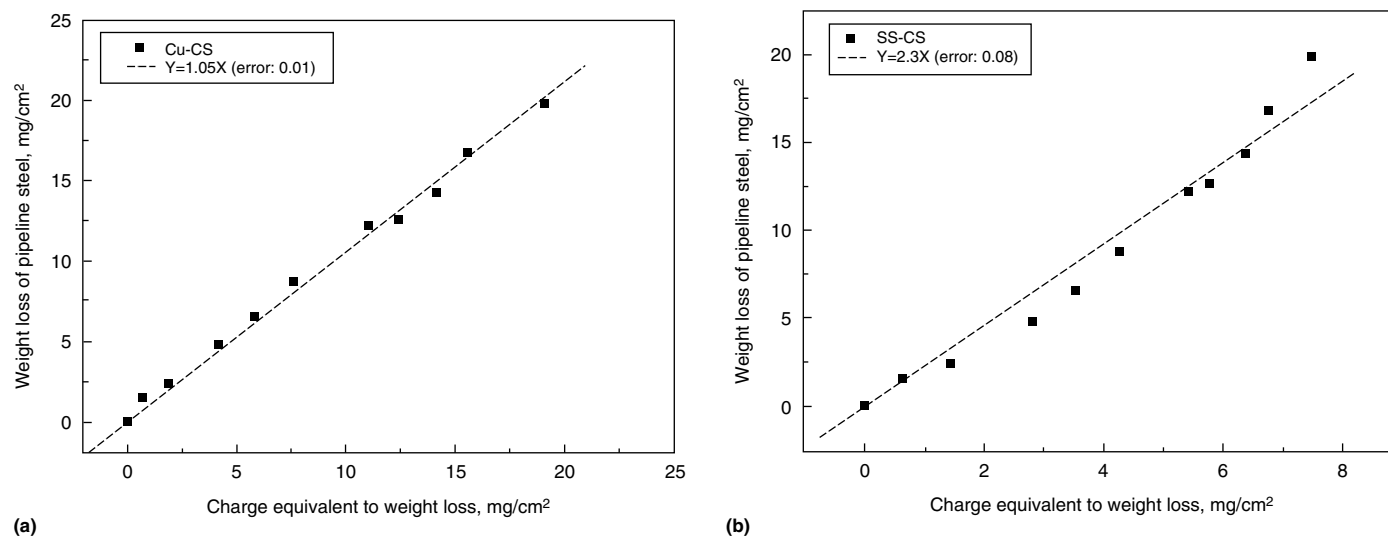 25
20
15
10
5
0
Weight loss of pipeline steel, mg/cm²
Cu-CS
Y=1.05X (error: 0.01)
0 5 10 15 20 25
Charge equivalent to weight loss, mg/cm²
(a)
20
15
10
5
0
Weight loss of pipeline steel, mg/cm²
SS-CS
Y=2.3X (error: 0.08)
0 2 4 6 8
Charge equivalent to weight loss, mg/cm²
(b)